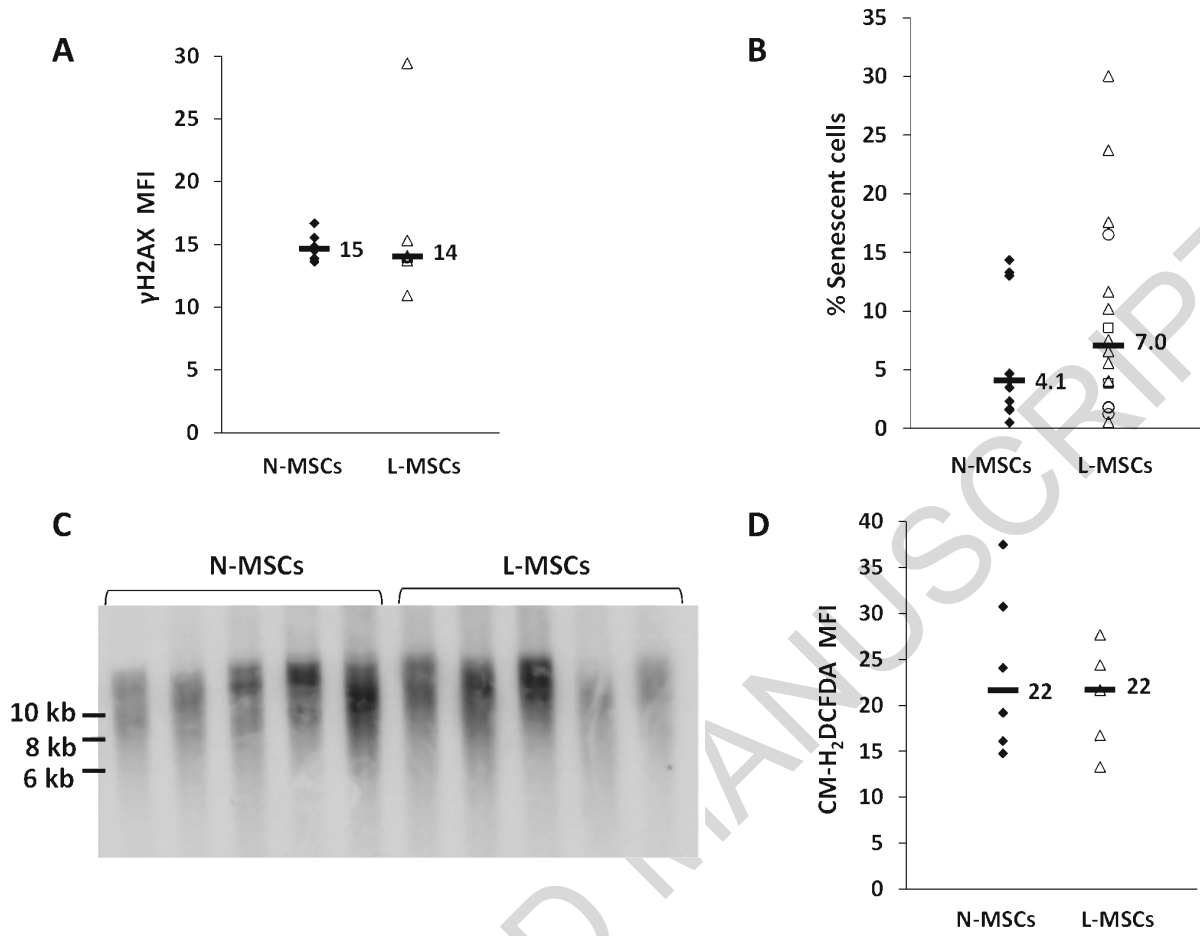 A
γH2AX MFI
30
25
20
15
10
5
0
15
14
N-MSCs L-MSCs
B
% Senescent cells
35
30
25
20
15
10
5
0
4.1
7.0
N-MSCs L-MSCs
C
N-MSCs L-MSCs
10 kb
8 kb
6 kb
D
CM-H₂DCFDA MFI
40
35
30
25
20
15
10
5
0
22
22
N-MSCs L-MSCs
D MANUSCRIPT